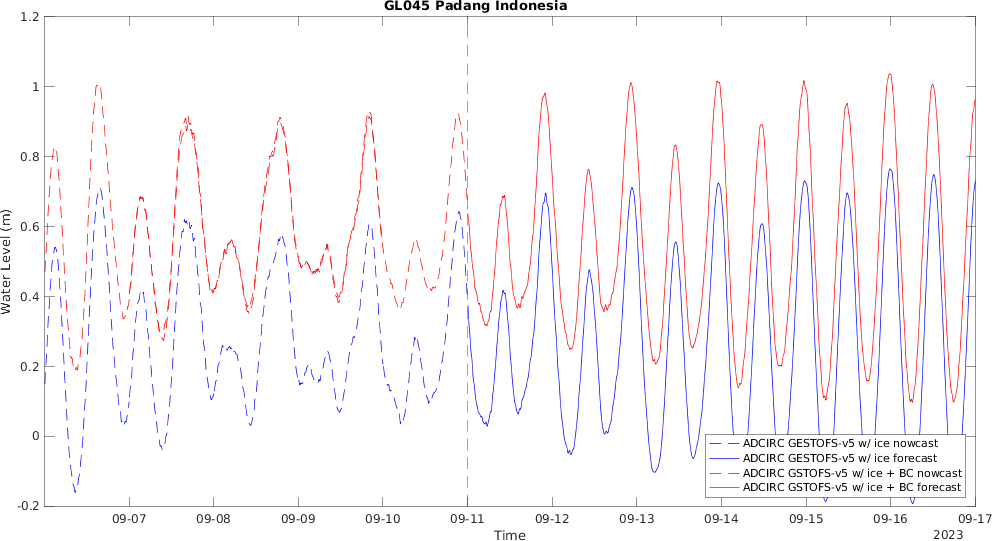 GL045 Padang Indonesia
1.2
1
0.8
0.6
0.4
0.2
0
-0.2
Water Level (m)
ADCIRC GESTOFS-v5 w/ ice nowcast
ADCIRC GESTOFS-v5 w/ ice forecast
ADCIRC GSTOFS-v5 w/ ice + BC nowcast
ADCIRC GSTOFS-v5 w/ ice + BC forecast
09-07 09-08 09-09 09-10 09-11 09-12 09-13 09-14 09-15 09-16 09-17
Time
2023